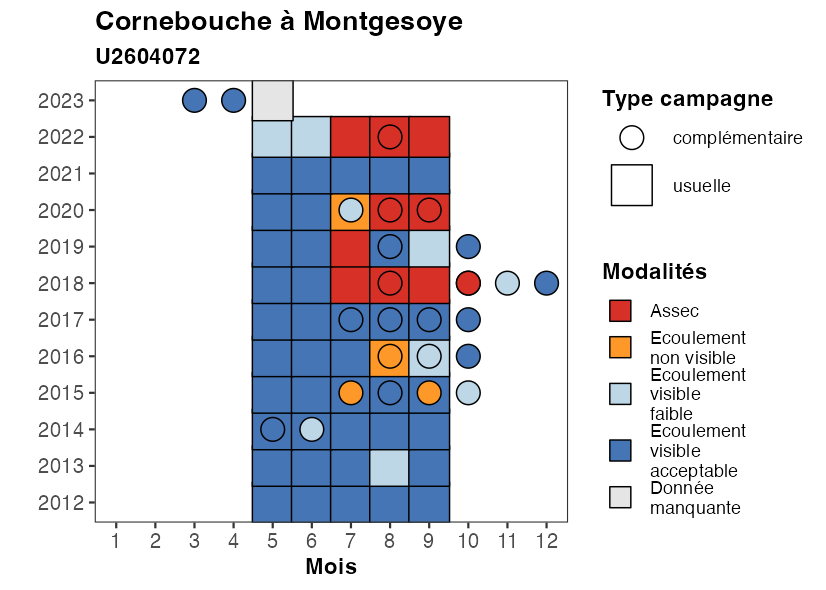 Cornebouche à Montgesoye
U2604072
2023
2022
2021
2020
2019
2018
2017
2016
2015
2014
2013
2012
1 2 3 4 5 6 7 8 9 10 11 12
Mois
Type campagne
complémentaire
usuelle
Modalités
Assec
Ecoulement
non visible
Ecoulement
visible
faible
Ecoulement
visible
acceptable
Donnée
manquante